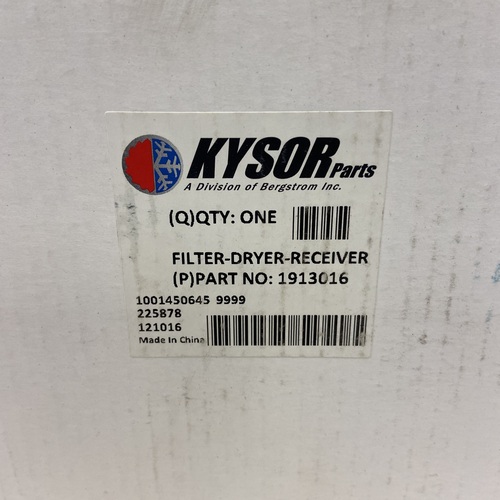 KYSOR Parts
A Division of Bergstrom Inc.
(Q)QTY: ONE
FILTER-DRYER-RECEIVER
(P)PART NO: 1913016
1001450645 9999
225878
121016
Made In China